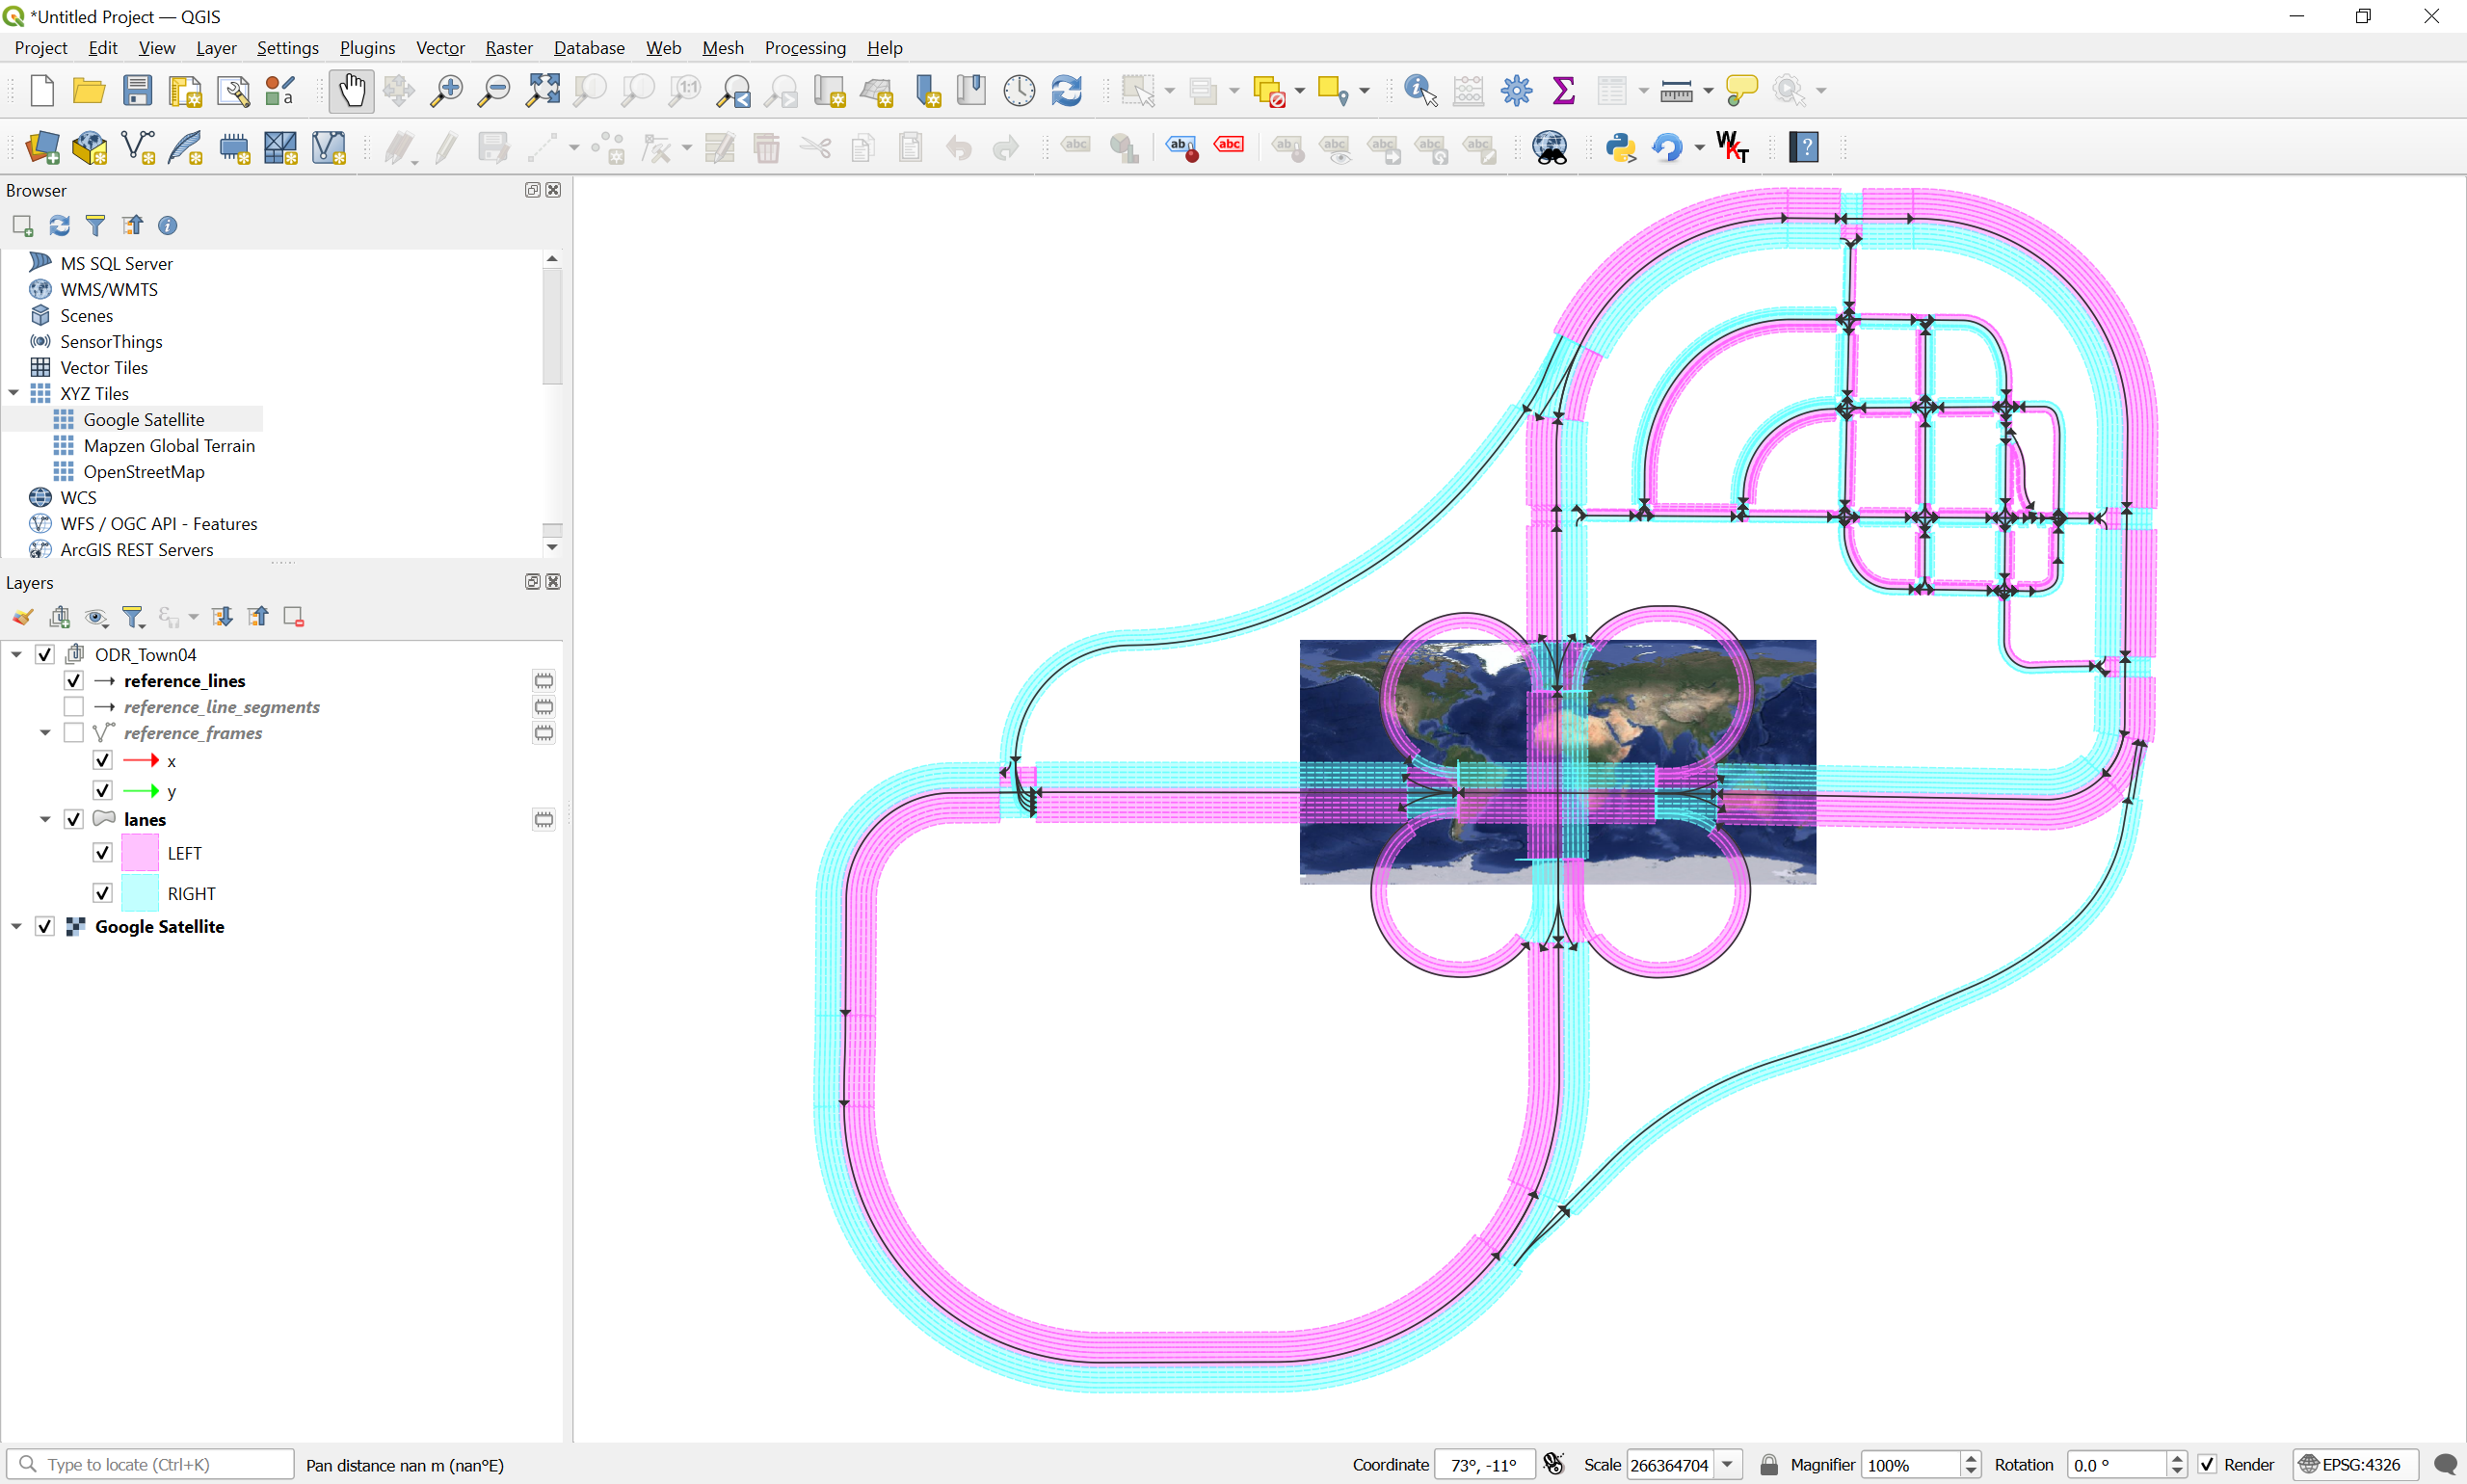 *Untitled Project — QGIS
Project Edit View Layer Settings Plugins Vector Raster Database Web Mesh Processing Help
Browser
MS SQL Server
WMS/WMTS
Scenes
SensorThings
Vector Tiles
XYZ Tiles
Google Satellite
Mapzen Global Terrain
OpenStreetMap
WCS
WFS / OGC API - Features
ArcGIS REST Servers
Layers
ODR_Town04
reference_lines
reference_line_segments
reference_frames
x
y
lanes
LEFT
RIGHT
Google Satellite
Type to locate (Ctrl+K) Pan distance nan m (nan°E) Coordinate 73°, -11° Scale 266364704 Magnifier 100% Rotation 0.0 ° Render EPSG:4326